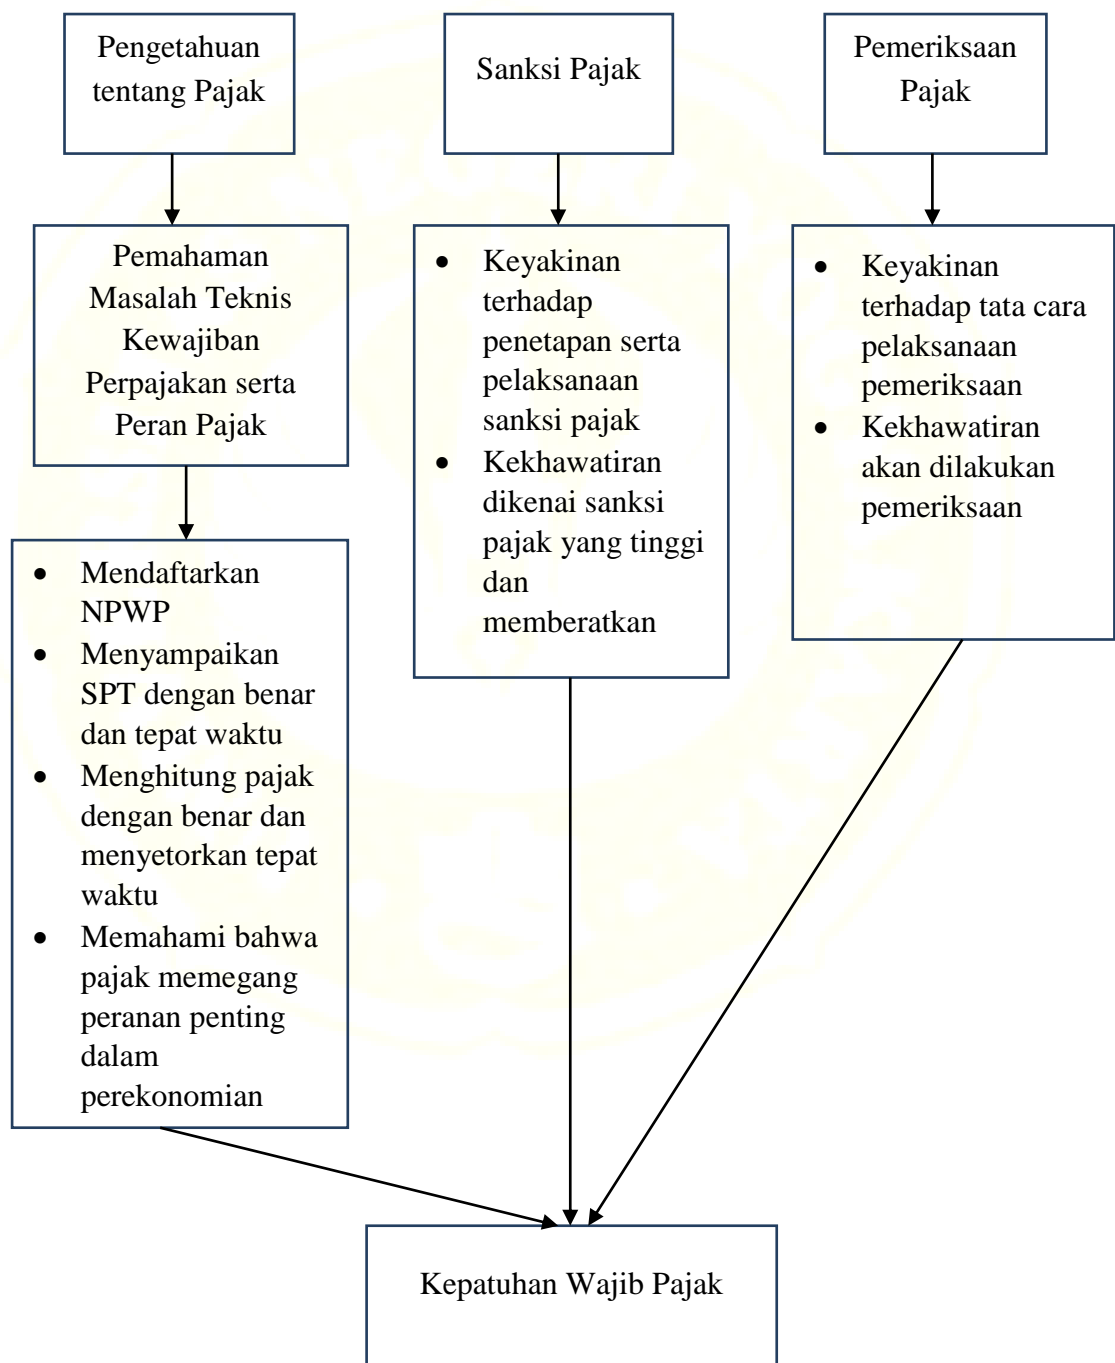 Pengetahuan
tentang Pajak
Sanksi Pajak
Pemeriksaan
Pajak
Pemahaman
Masalah Teknis
Kewajiban
Perpajakan serta
Peran Pajak
• Keyakinan
terhadap
penetapan serta
pelaksanaan
sanksi pajak
• Kekhawatiran
dikenai sanksi
pajak yang tinggi
dan
memberatkan
• Keyakinan
terhadap tata cara
pelaksanaan
pemeriksaan
• Kekhawatiran
akan dilakukan
pemeriksaan
• Mendaftarkan
NPWP
• Menyampaikan
SPT dengan benar
dan tepat waktu
• Menghitung pajak
dengan benar dan
menyetorkan tepat
waktu
• Memahami bahwa
pajak memegang
peranan penting
dalam
perekonomian
Kepatuhan Wajib Pajak